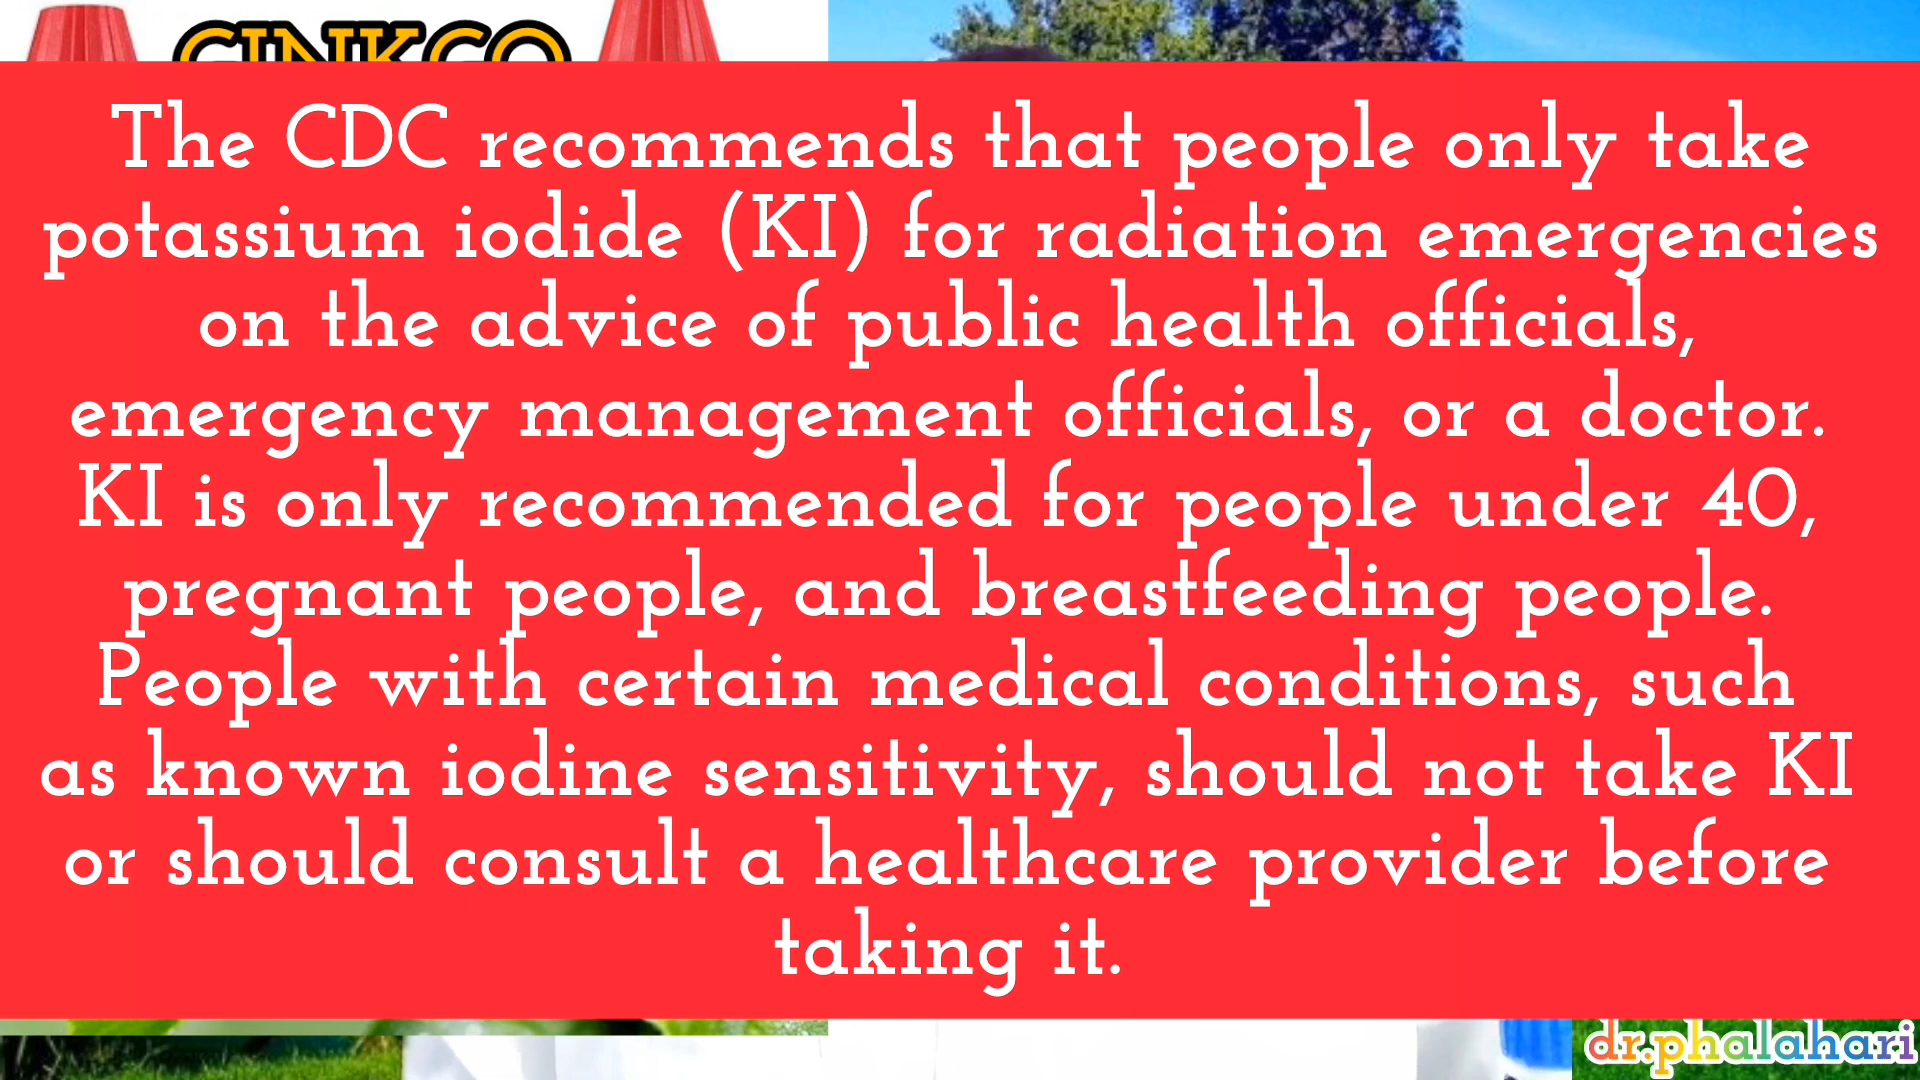 GINKGO
The CDC recommends that people only take
potassium iodide (KI) for radiation emergencies
on the advice of public health officials,
emergency management officials, or a doctor.
KI is only recommended for people under 40,
pregnant people, and breastfeeding people.
People with certain medical conditions, such
as known iodine sensitivity, should not take KI
or should consult a healthcare provider before
taking it.
dr.phalahari